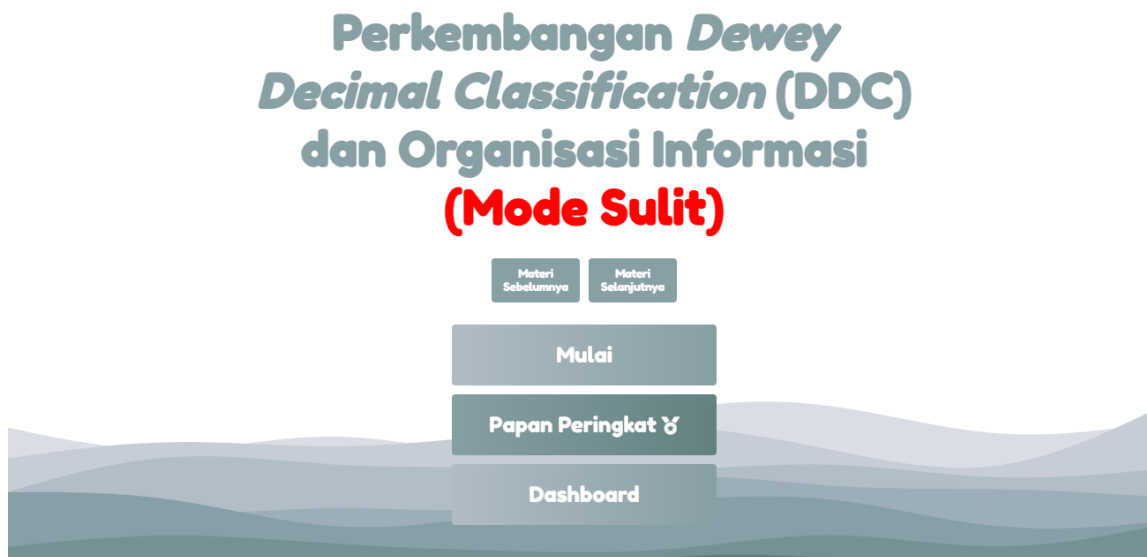 Perkembangan Dewey
Decimal Classification (DDC)
dan Organisasi Informasi
(Mode Sulit)
Materi
Sebelumnya
Materi
Selanjutnya
Mulai
Papan Peringkat
Dashboard